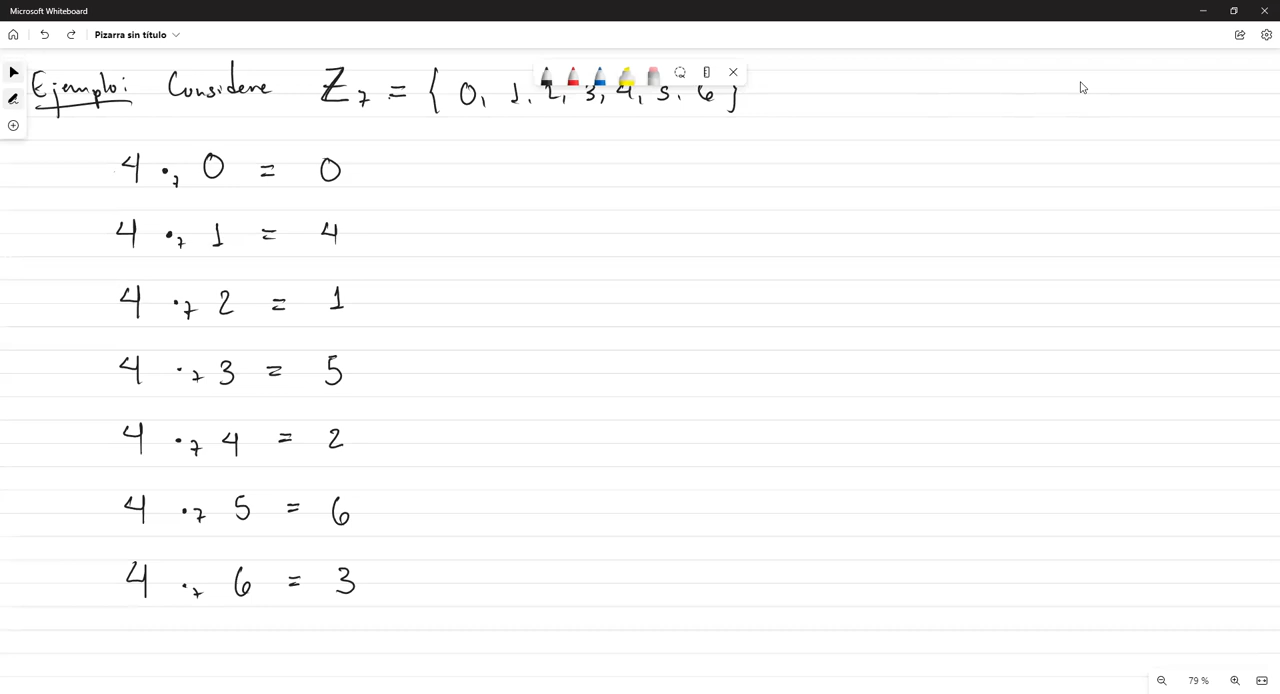 Microsoft Whiteboard
Pizarra sin título
Ejemplo: Considere Z₇ = { 0, 1, 2, 3, 4, 5, 6 }
4 ·₇ 0 = 0
4 ·₇ 1 = 4
4 ·₇ 2 = 1
4 ·₇ 3 = 5
4 ·₇ 4 = 2
4 ·₇ 5 = 6
4 ·₇ 6 = 3
79 %